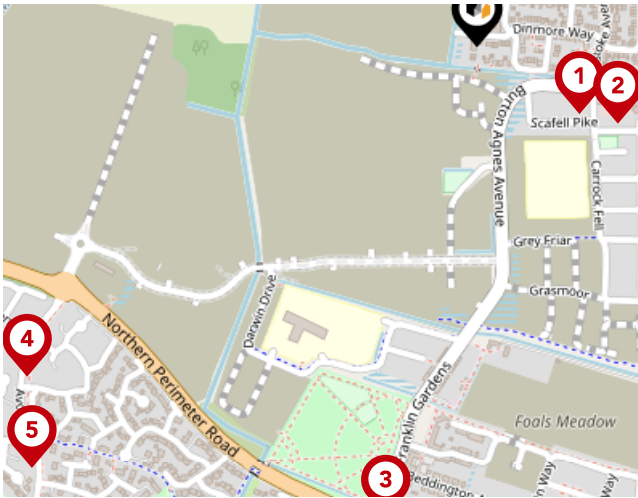 Dinmore Way
1
2
Scafell Pike
Burton Agnes Avenue
Carrock Fell
Grey Friar
Grasmoor
Darwin Drive
Northern Perimeter Road
4
5
Franklin Gardens
Foals Meadow
3
Beddington
Way
Way